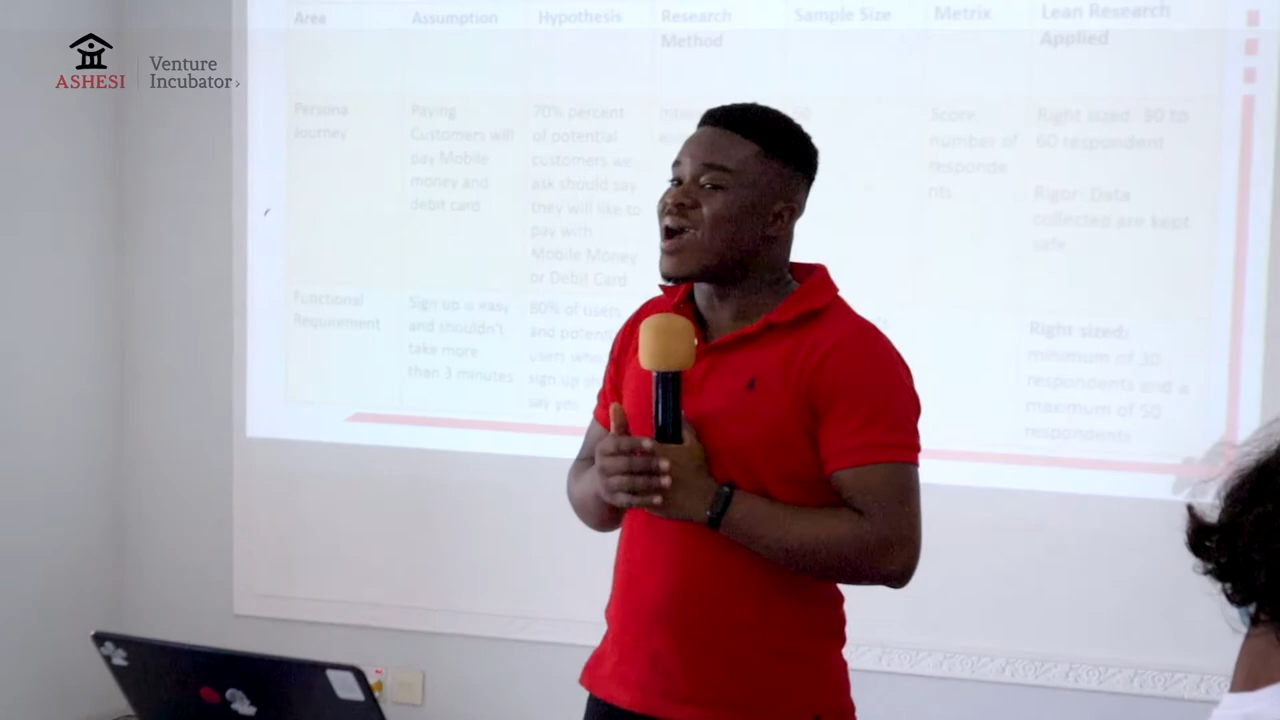 ASHESI
Venture
Incubator
Area
Assumption
Hypothesis
Research
Method
Sample Size
Metrix
Lean Research
Applied
Persona
Journey
Paying
Customers will
pay Mobile
money and
debit card
70% percent
of potential
customers we
ask should say
they will like to
pay with
Mobile Money
or Debit Card
Score
number of
responde
nts
Right sized: 30 to
60 respondent
Rigor- Data
collected are kept
safe
Functional
Requirement
Sign up is easy
and shouldn't
take more
than 3 minutes
80% of users
and potential
users who
sign up
say yes
Right sized:
minimum of 30
respondents and a
maximum of 50
respondents